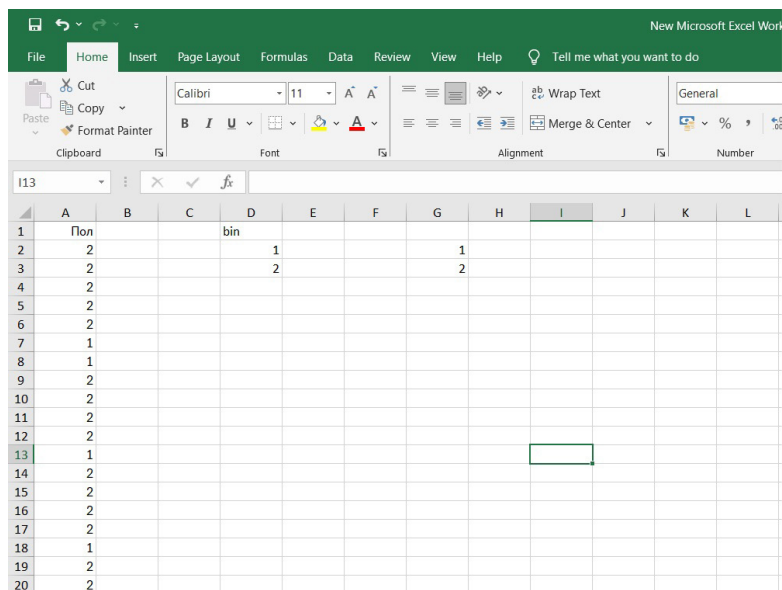 New Microsoft Excel Work
File Home Insert Page Layout Formulas Data Review View Help Tell me what you want to do
Paste
Cut
Copy
Format Painter
Calibri 11 A A
B I U A
ab Wrap Text
Merge & Center
General
% ,
Clipboard Font Alignment Number
I13 fx
A B C D E F G H I J K L
1 Пол bin
2 2 1 1
3 2 2 2
4 2
5 2
6 2
7 1
8 1
9 2
10 2
11 2
12 2
13 1
14 2
15 2
16 2
17 2
18 1
19 2
20 2